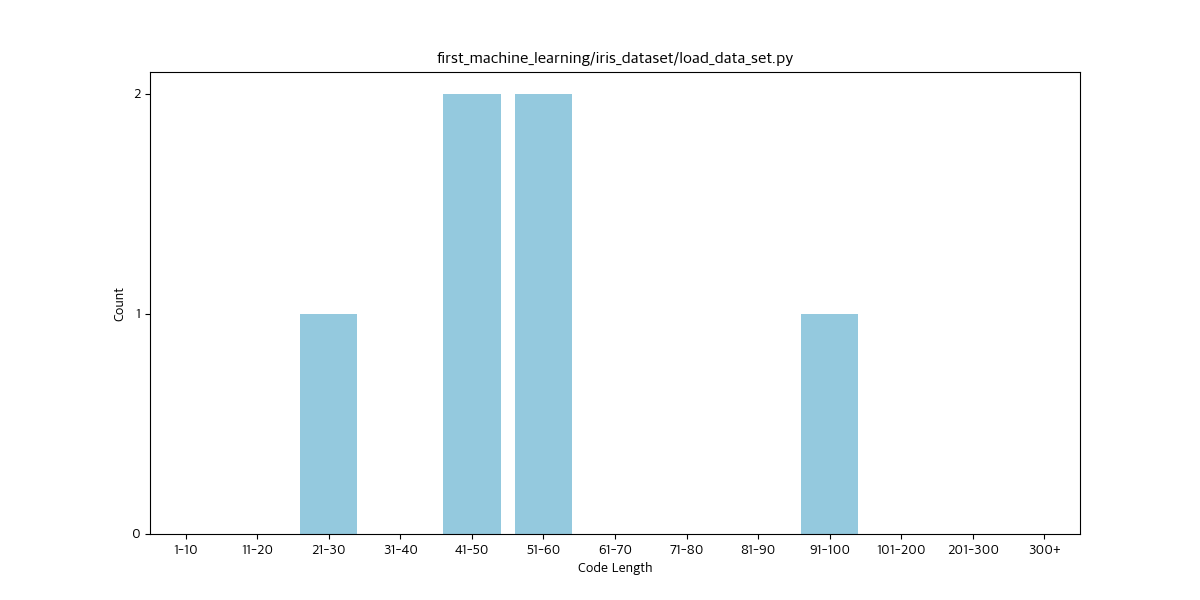 first_machine_learning/iris_dataset/load_data_set.py
2
1
0
Count
1-10 11-20 21-30 31-40 41-50 51-60 61-70 71-80 81-90 91-100 101-200 201-300 300+
Code Length